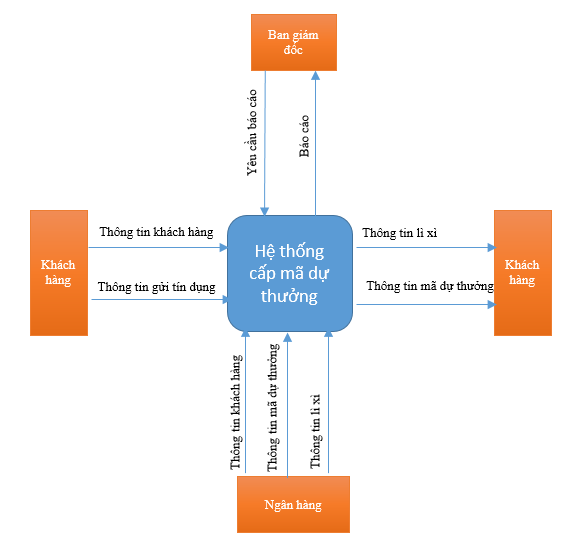 Ban giám
đốc
Yêu cầu báo cáo
Báo cáo
Thông tin khách hàng
Thông tin gửi tín dụng
Khách
hàng
Hệ thống
cấp mã dự
thưởng
Thông tin lì xì
Thông tin mã dự thưởng
Khách
hàng
Thông tin khách hàng
Thông tin mã dự thưởng
Thông tin lì xì
Ngân hàng